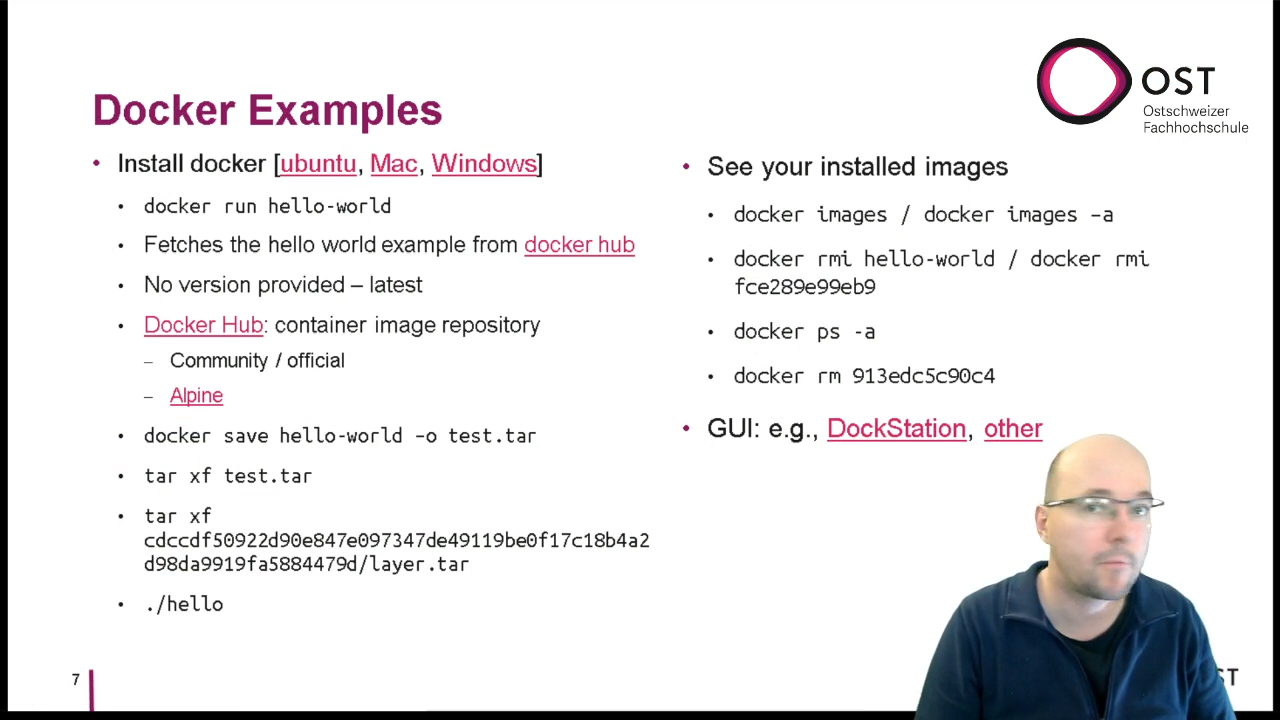 OST
Ostschweizer
Fachhochschule
Docker Examples
• Install docker [ubuntu, Mac, Windows]
• docker run hello-world
• Fetches the hello world example from docker hub
• No version provided – latest
• Docker Hub: container image repository
– Community / official
– Alpine
• docker save hello-world –o test.tar
• tar xf test.tar
• tar xf
cdccdf50922d90e847e097347de49119be0f17c18b4a2
d98da9919fa5884479d/layer.tar
• ./hello
• See your installed images
• docker images / docker images –a
• docker rmi hello-world / docker rmi
fce289e99eb9
• docker ps -a
• docker rm 913edc5c90c4
• GUI: e.g., DockStation, other
7
ST